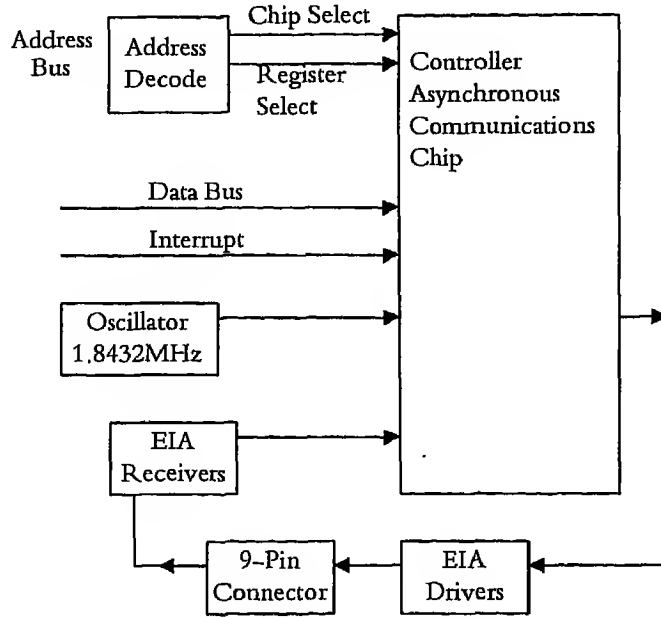 Address
Bus
Address
Decode
Chip Select
Register
Select
Controller
Asynchronous
Communications
Chip
Data Bus
Interrupt
Oscillator
1.8432MHz
EIA
Receivers
9-Pin
Connector
EIA
Drivers